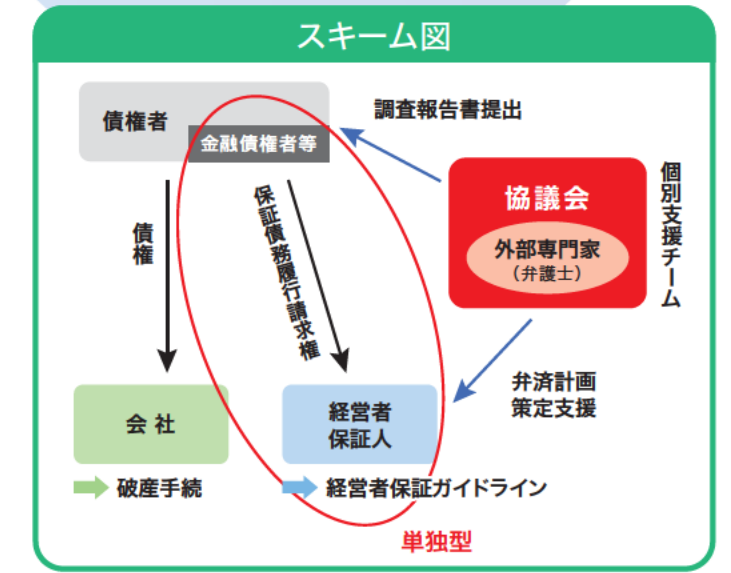 スキーム図
債権者
金融債権者等
調査報告書提出
協議会
外部専門家
（弁護士）
個別支援チーム
債権
保証債務履行請求権
弁済計画
策定支援
会社
経営者
保証人
破産手続
経営者保証ガイドライン
単独型